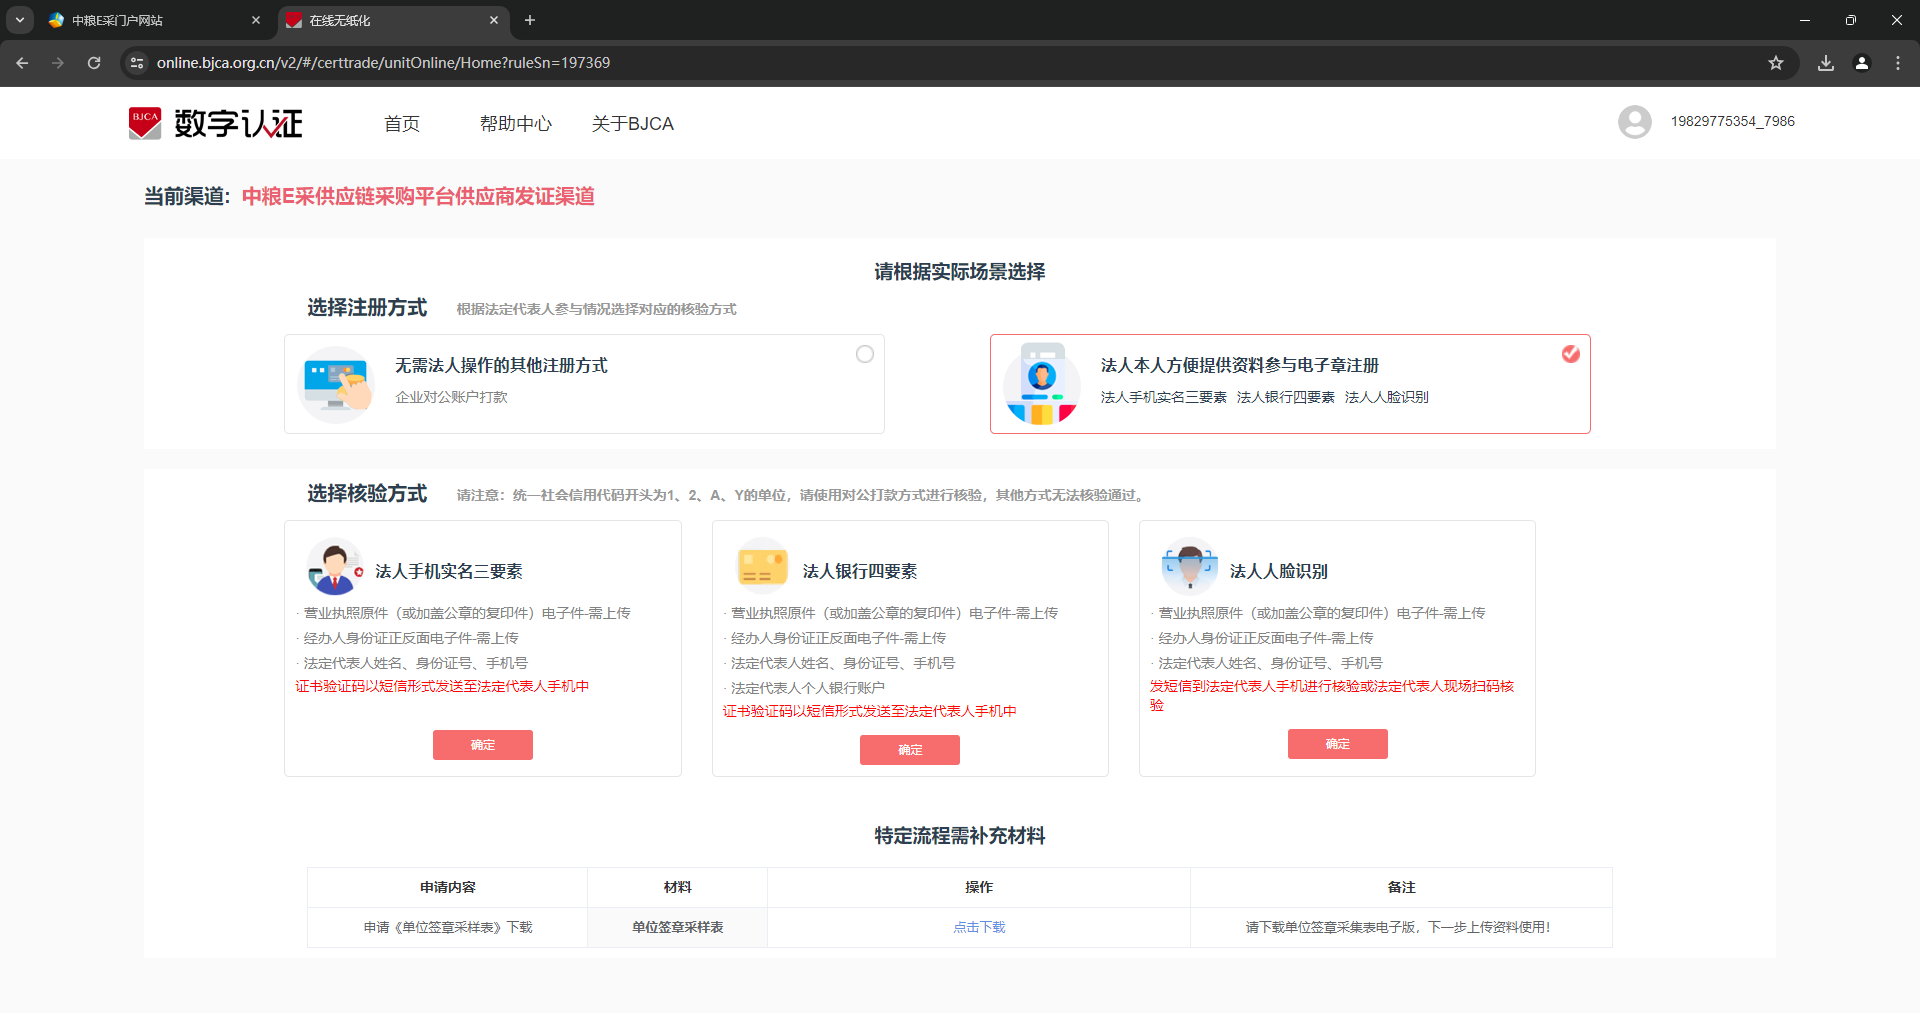 中粮E采门户网站
在线无纸化
online.bjca.org.cn/v2/#/certtrade/unitOnline/Home?ruleSn=197369
BJCA 数字认证 首页 帮助中心 关于BJCA 19829775354_7986
当前渠道：中粮E采供应链采购平台供应商发证渠道
请根据实际场景选择
选择注册方式 根据法定代表人参与情况选择对应的核验方式
无需法人操作的其他注册方式
企业对公账户打款
法人本人方便提供资料参与电子章注册
法人手机实名三要素 法人银行四要素 法人人脸识别
选择核验方式 请注意：统一社会信用代码开头为1、2、A、Y的单位，请使用对公打款方式进行核验，其他方式无法核验通过。
法人手机实名三要素
· 营业执照原件（或加盖公章的复印件）电子件-需上传
· 经办人身份证正反面电子件-需上传
· 法定代表人姓名、身份证号、手机号
证书验证码以短信形式发送至法定代表人手机中
确定
法人银行四要素
· 营业执照原件（或加盖公章的复印件）电子件-需上传
· 经办人身份证正反面电子件-需上传
· 法定代表人姓名、身份证号、手机号
· 法定代表人个人银行账户
证书验证码以短信形式发送至法定代表人手机中
确定
法人人脸识别
· 营业执照原件（或加盖公章的复印件）电子件-需上传
· 经办人身份证正反面电子件-需上传
· 法定代表人姓名、身份证号、手机号
发短信到法定代表人手机进行核验或法定代表人现场扫码核
验
确定
特定流程需补充材料
申请内容 材料 操作 备注
申请《单位签章采样表》下载 单位签章采样表 点击下载 请下载单位签章采集表电子版，下一步上传资料使用！